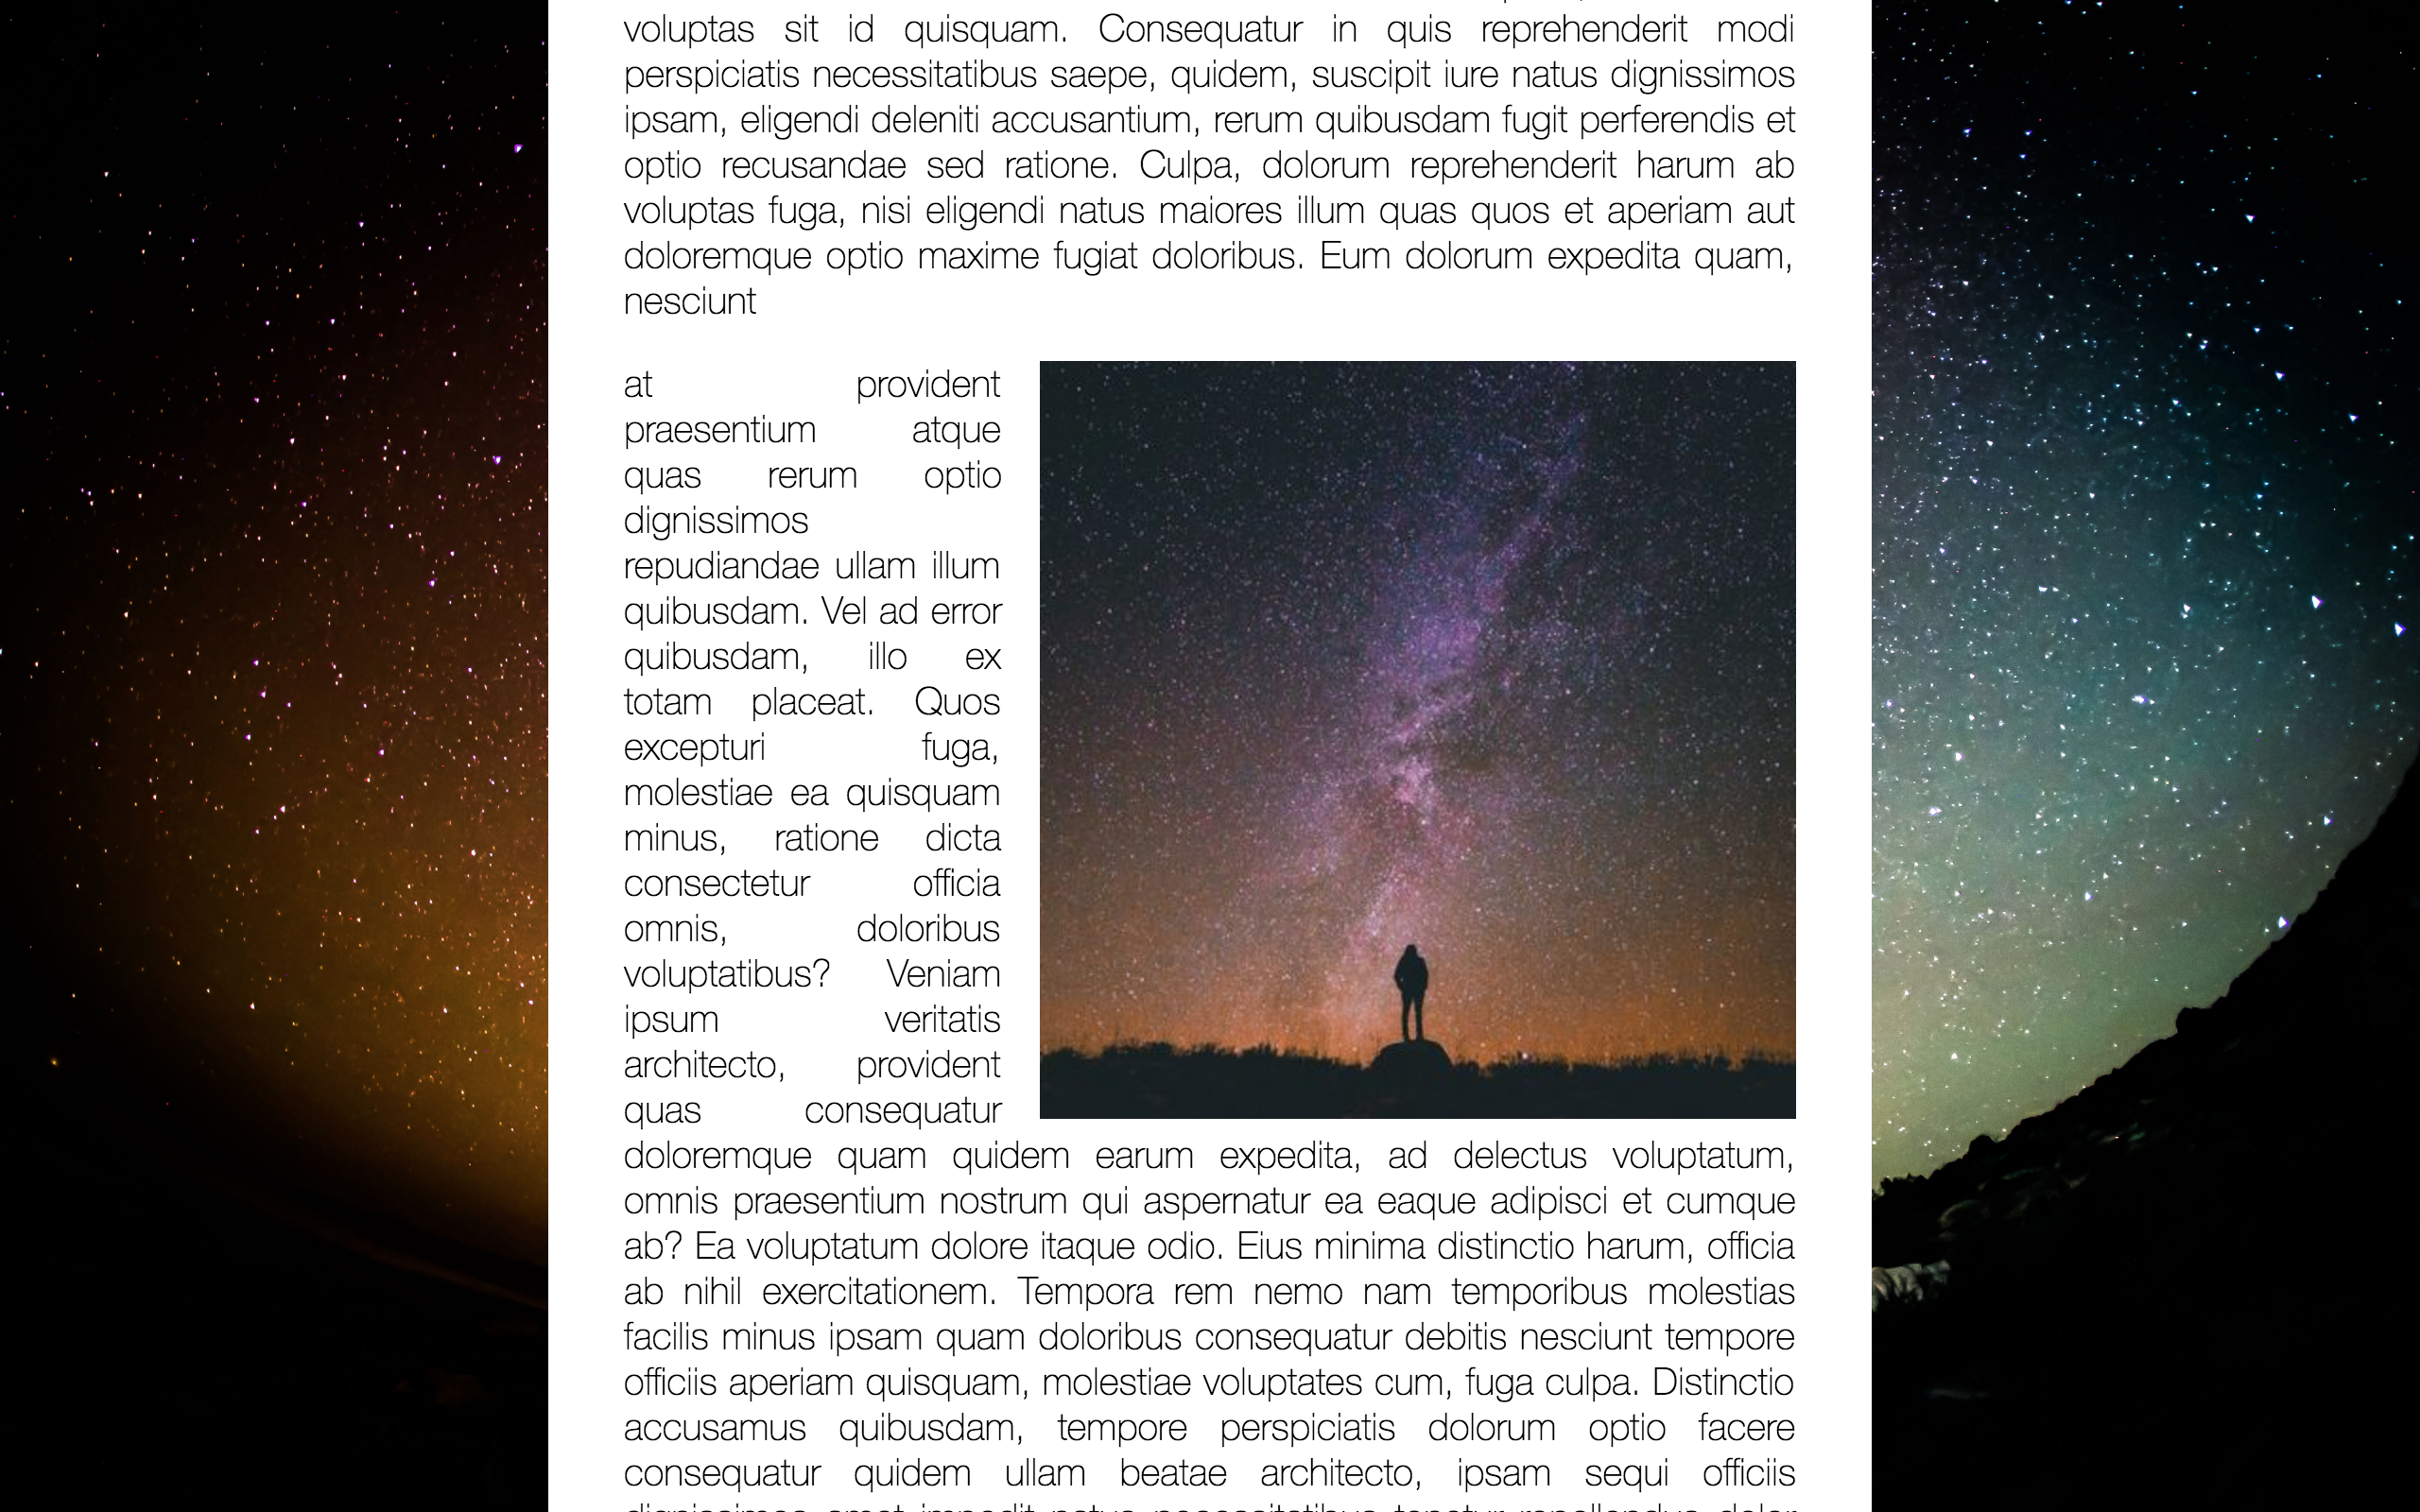 voluptas sit id quisquam. Consequatur in quis reprehenderit modi
perspiciatis necessitatibus saepe, quidem, suscipit iure natus dignissimos
ipsam, eligendi deleniti accusantium, rerum quibusdam fugit perferendis et
optio recusandae sed ratione. Culpa, dolorum reprehenderit harum ab
voluptas fuga, nisi eligendi natus maiores illum quas quos et aperiam aut
doloremque optio maxime fugiat doloribus. Eum dolorum expedita quam,
nesciunt
at provident
praesentium atque
quas rerum optio
dignissimos
repudiandae ullam illum
quibusdam. Vel ad error
quibusdam, illo ex
totam placeat. Quos
excepturi fuga,
molestiae ea quisquam
minus, ratione dicta
consectetur officia
omnis, doloribus
voluptatibus? Veniam
ipsum veritatis
architecto, provident
quas consequatur
doloremque quam quidem earum expedita, ad delectus voluptatum,
omnis praesentium nostrum qui aspernatur ea eaque adipisci et cumque
ab? Ea voluptatum dolore itaque odio. Eius minima distinctio harum, officia
ab nihil exercitationem. Tempora rem nemo nam temporibus molestias
facilis minus ipsam quam doloribus consequatur debitis nesciunt tempore
officiis aperiam quisquam, molestiae voluptates cum, fuga culpa. Distinctio
accusamus quibusdam, tempore perspiciatis dolorum optio facere
consequatur quidem ullam beatae architecto, ipsam sequi officiis